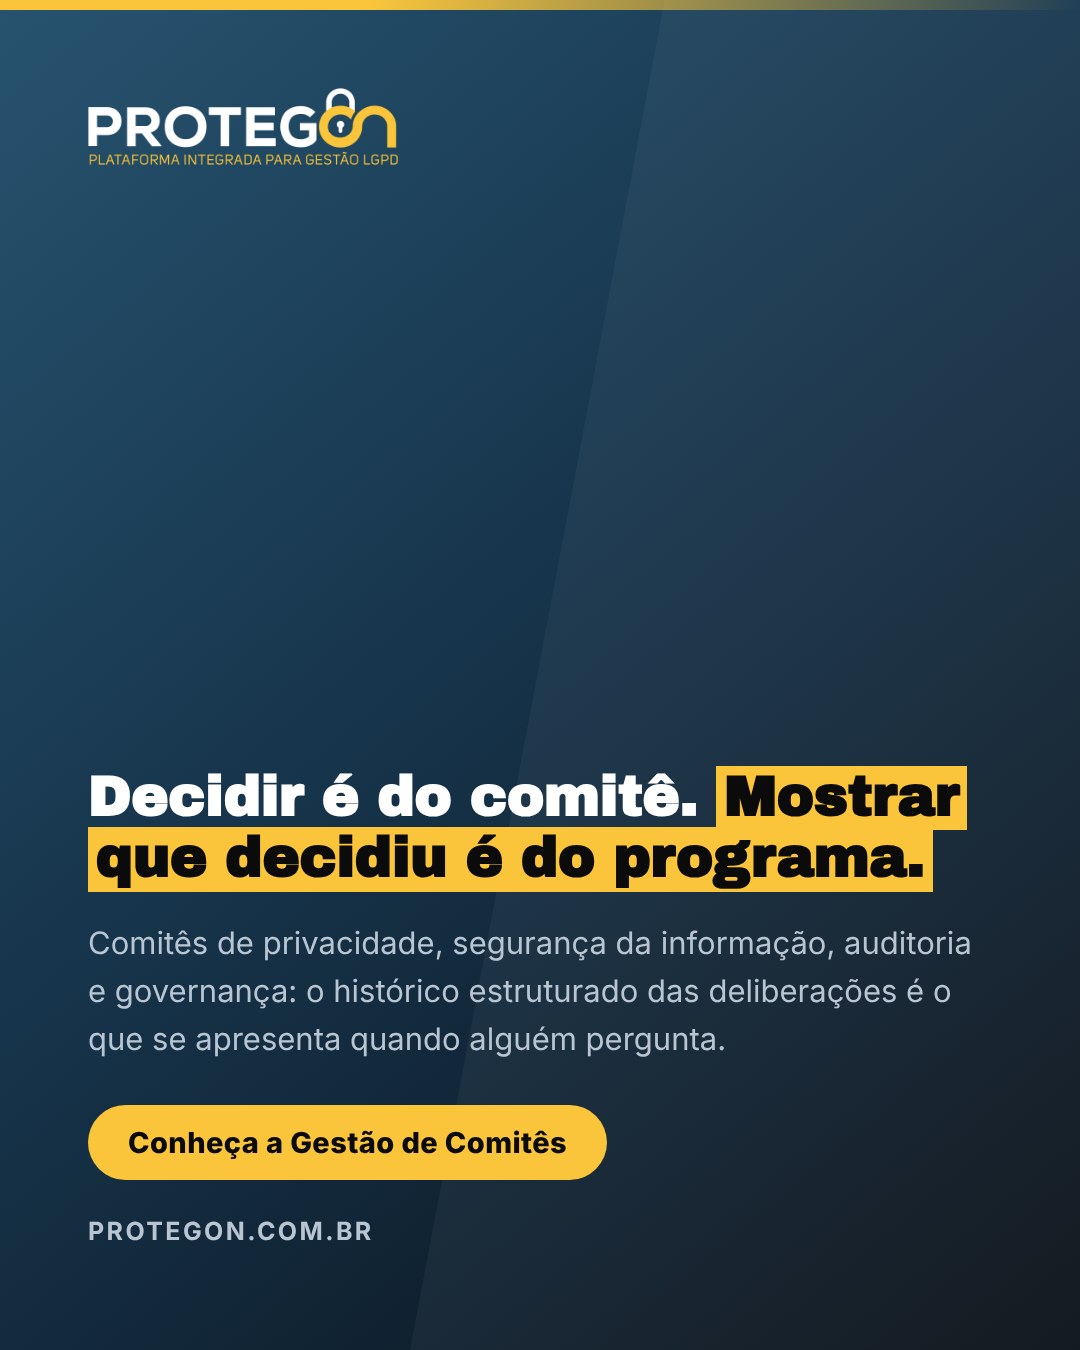 PROTEGON
PLATAFORMA INTEGRADA PARA GESTÃO LGPD
Decidir é do comitê. Mostrar
que decidiu é do programa.
Comitês de privacidade, segurança da informação, auditoria
e governança: o histórico estruturado das deliberações é o
que se apresenta quando alguém pergunta.
Conheça a Gestão de Comitês
PROTEGON.COM.BR